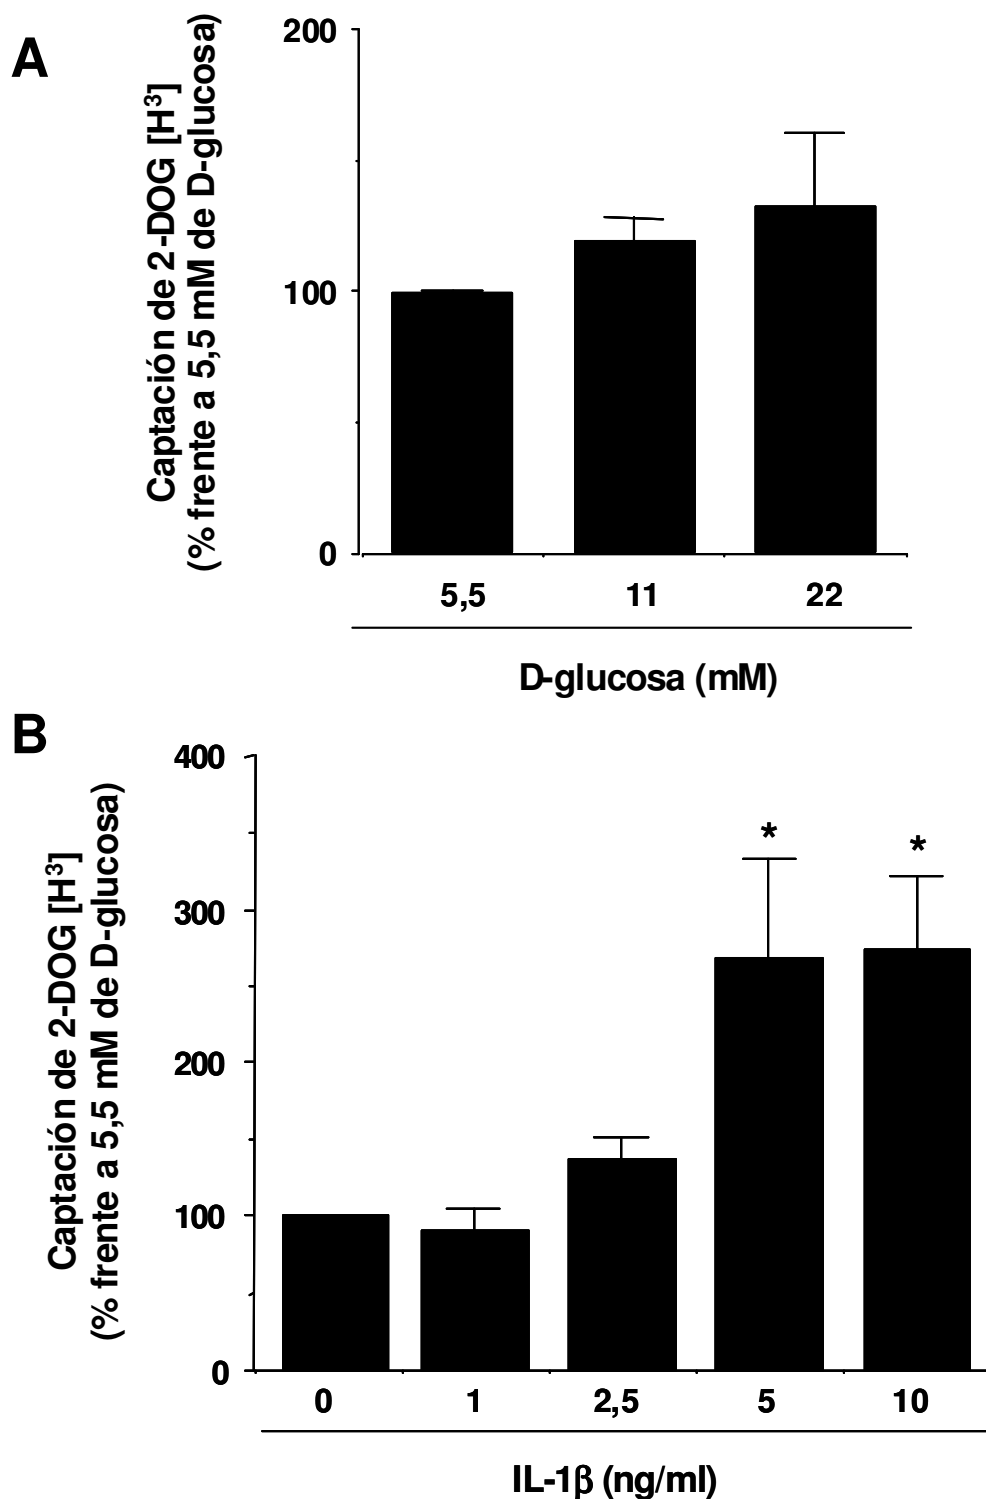 A
Captación de 2-DOG [H³]
(% frente a 5,5 mM de D-glucosa)
200
100
0
5,5 11 22
D-glucosa (mM)
B
Captación de 2-DOG [H³]
(% frente a 5,5 mM de D-glucosa)
400
300
200
100
0
* *
0 1 2,5 5 10
IL-1β (ng/ml)